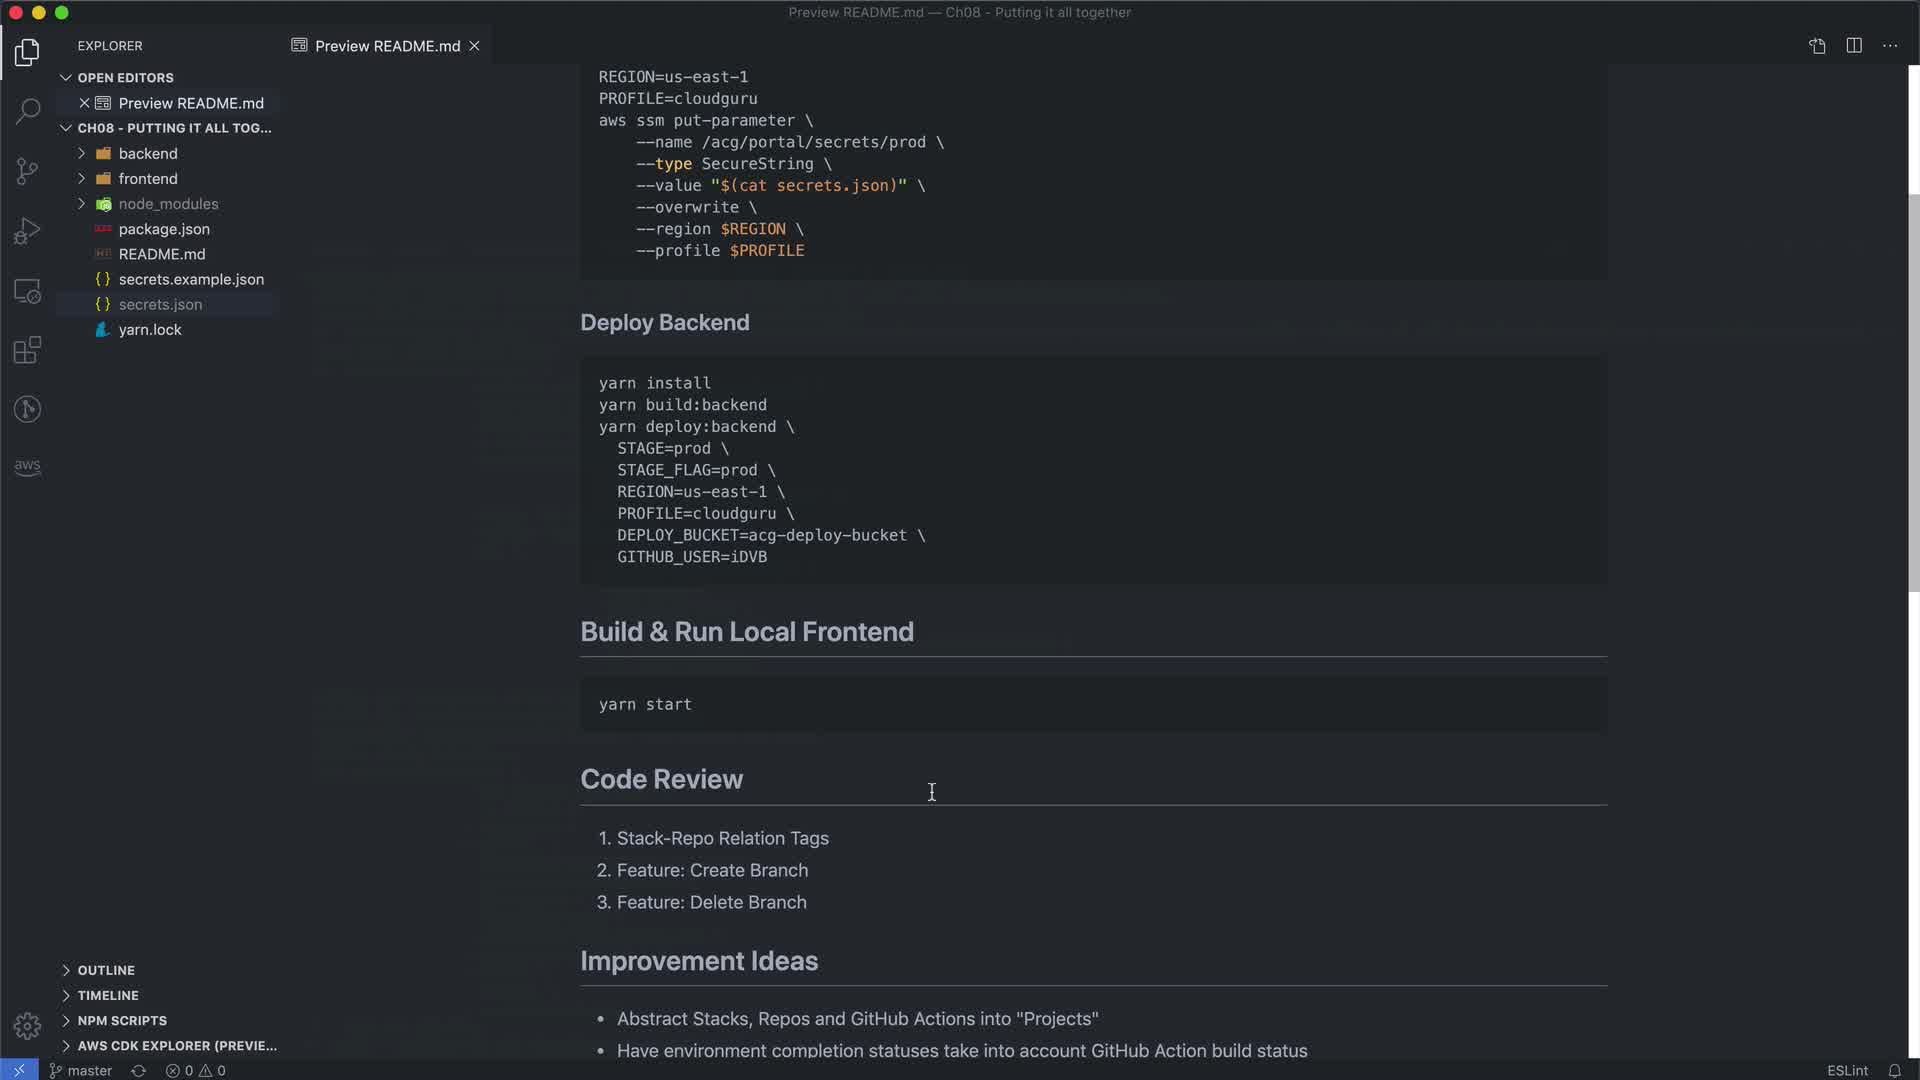 Preview README.md — Ch08 - Putting it all together
EXPLORER
Preview README.md
OPEN EDITORS
Preview README.md
CH08 - PUTTING IT ALL TOG...
backend
frontend
node_modules
package.json
README.md
secrets.example.json
secrets.json
yarn.lock
aws
OUTLINE
TIMELINE
NPM SCRIPTS
AWS CDK EXPLORER (PREVIE...
REGION=us-east-1
PROFILE=cloudguru
aws ssm put-parameter \
--name /acg/portal/secrets/prod \
--type SecureString \
--value "$(cat secrets.json)" \
--overwrite \
--region $REGION \
--profile $PROFILE
Deploy Backend
yarn install
yarn build:backend
yarn deploy:backend \
STAGE=prod \
STAGE_FLAG=prod \
REGION=us-east-1 \
PROFILE=cloudguru \
DEPLOY_BUCKET=acg-deploy-bucket \
GITHUB_USER=iDVB
Build & Run Local Frontend
yarn start
Code Review
1. Stack-Repo Relation Tags
2. Feature: Create Branch
3. Feature: Delete Branch
Improvement Ideas
• Abstract Stacks, Repos and GitHub Actions into "Projects"
• Have environment completion statuses take into account GitHub Action build status
master 0 0 ESLint